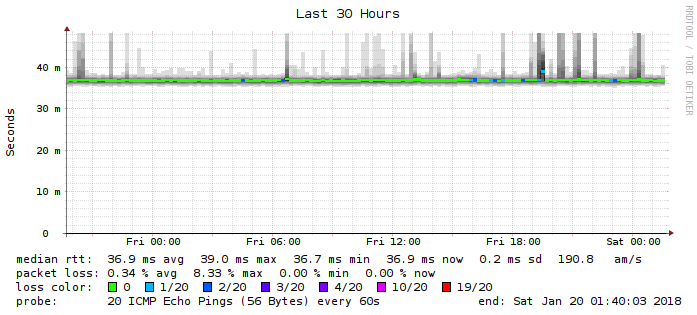 Last 30 Hours
RRDTOOL / TOBI OETIKER
Seconds
40 m
30 m
20 m
10 m
0
Fri 00:00 Fri 06:00 Fri 12:00 Fri 18:00 Sat 00:00
median rtt: 36.9 ms avg 39.0 ms max 36.7 ms min 36.9 ms now 0.2 ms sd 190.8 am/s
packet loss: 0.34 % avg 8.33 % max 0.00 % min 0.00 % now
loss color: 0 1/20 2/20 3/20 4/20 10/20 19/20
probe: 20 ICMP Echo Pings (56 Bytes) every 60s end: Sat Jan 20 01:40:03 2018